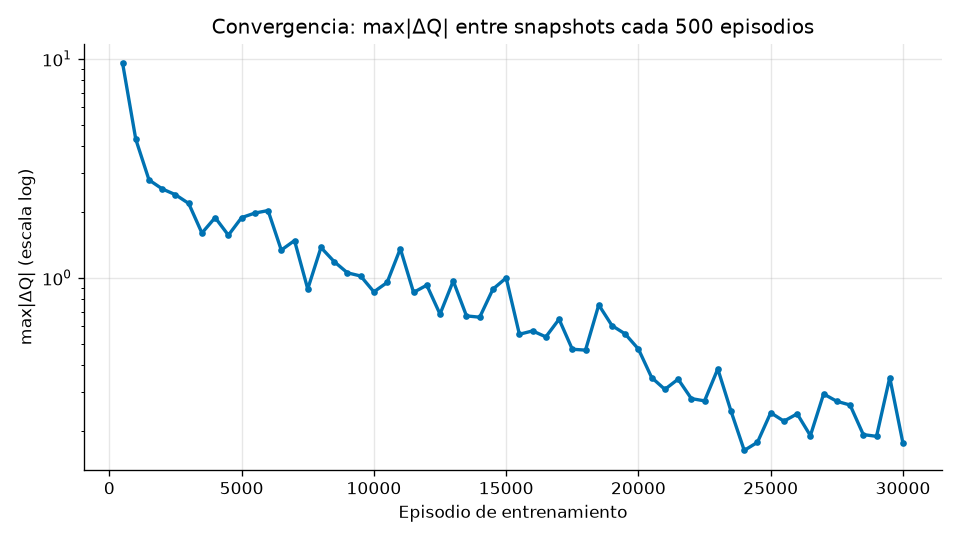 Convergencia: max|ΔQ| entre snapshots cada 500 episodios
max|ΔQ| (escala log)
10¹
10⁰
0 5000 10000 15000 20000 25000 30000
Episodio de entrenamiento